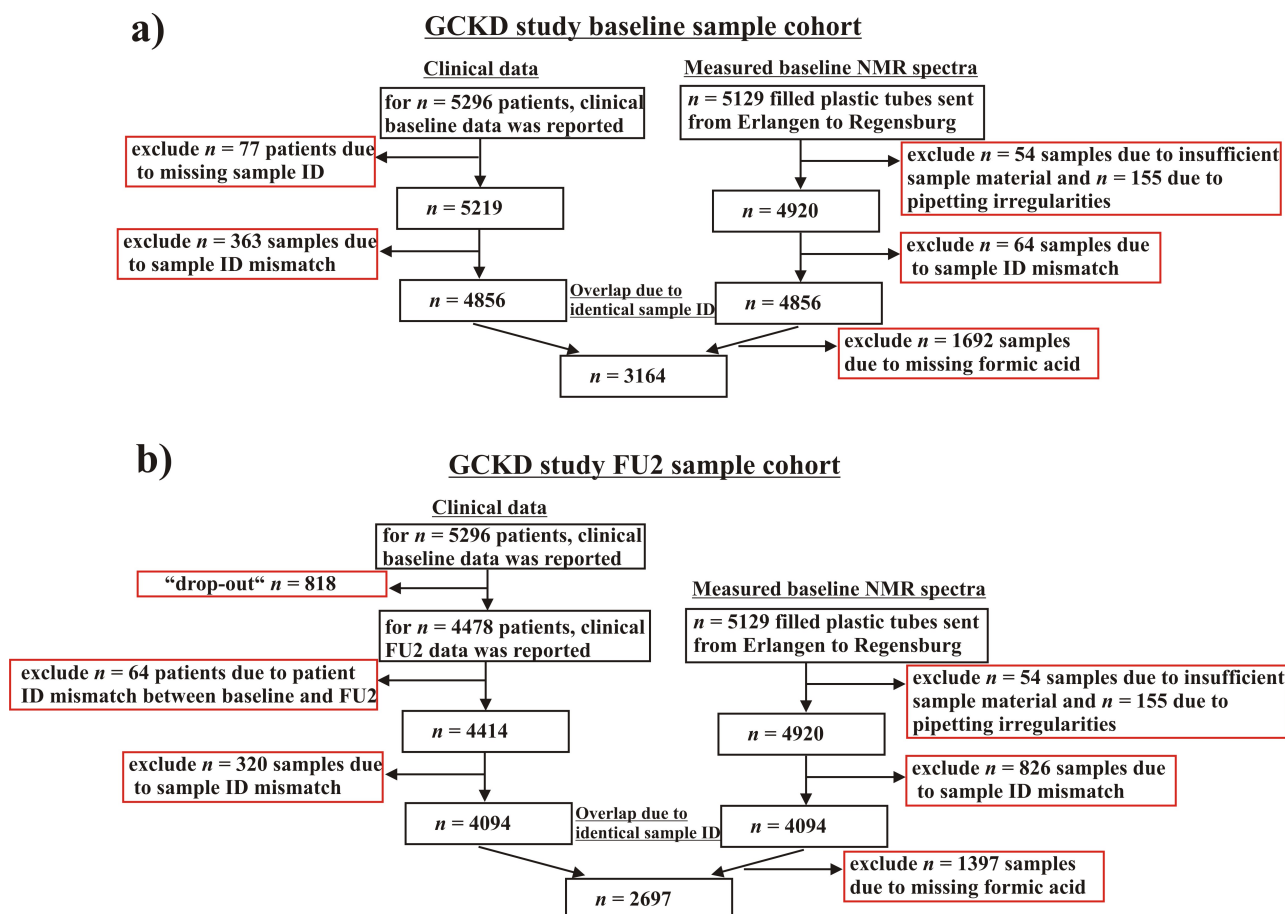 a)
GCKD study baseline sample cohort
Clinical data
for n = 5296 patients, clinical
baseline data was reported
exclude n = 77 patients due
to missing sample ID
n = 5219
exclude n = 363 samples due
to sample ID mismatch
n = 4856
Overlap due to
identical sample ID
Measured baseline NMR spectra
n = 5129 filled plastic tubes sent
from Erlangen to Regensburg
exclude n = 54 samples due to insufficient
sample material and n = 155 due to
pipetting irregularities
n = 4920
exclude n = 64 samples due
to sample ID mismatch
n = 4856
exclude n = 1692 samples
due to missing formic acid
n = 3164
b)
GCKD study FU2 sample cohort
Clinical data
for n = 5296 patients, clinical
baseline data was reported
“drop-out“ n = 818
for n = 4478 patients, clinical
FU2 data was reported
exclude n = 64 patients due to patient
ID mismatch between baseline and FU2
n = 4414
exclude n = 320 samples due
to sample ID mismatch
n = 4094
Overlap due to
identical sample ID
Measured baseline NMR spectra
n = 5129 filled plastic tubes sent
from Erlangen to Regensburg
exclude n = 54 samples due to insufficient
sample material and n = 155 due to
pipetting irregularities
n = 4920
exclude n = 826 samples due
to sample ID mismatch
n = 4094
exclude n = 1397 samples
due to missing formic acid
n = 2697